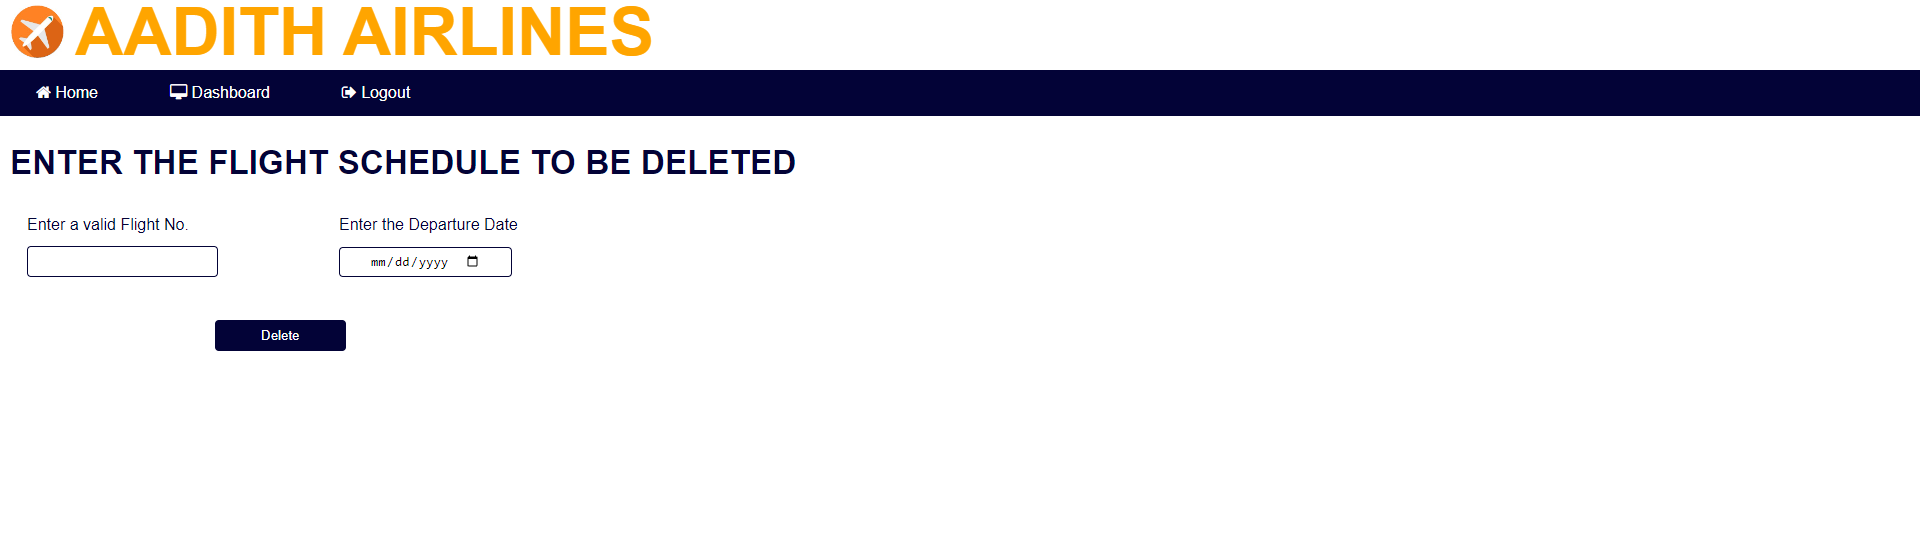 AADITH AIRLINES
Home Dashboard Logout
ENTER THE FLIGHT SCHEDULE TO BE DELETED
Enter a valid Flight No. Enter the Departure Date
mm/dd/yyyy
Delete